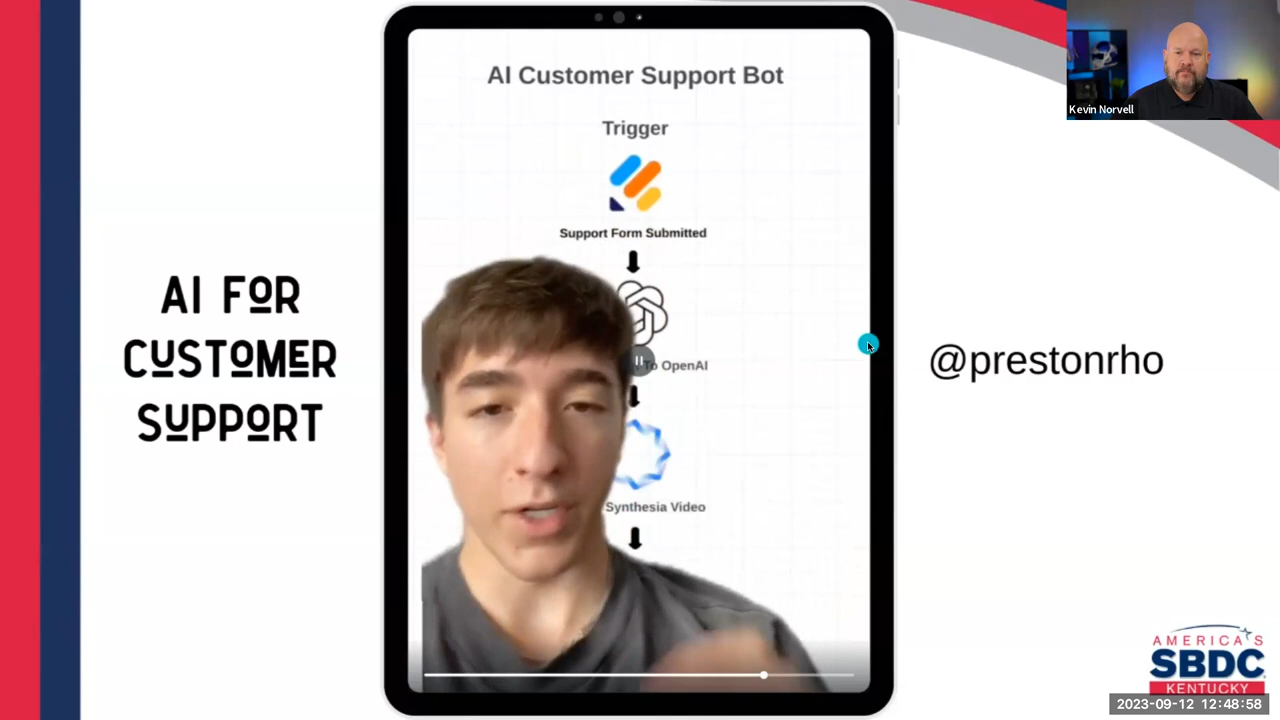 AI Customer Support Bot
Trigger
Support Form Submitted
To OpenAI
Synthesia Video
AI FOR
CUSTOMER
SUPPORT
@prestonrho
Kevin Norvell
AMERICA'S
SBDC
KENTUCKY
2023-09-12 12:48:58